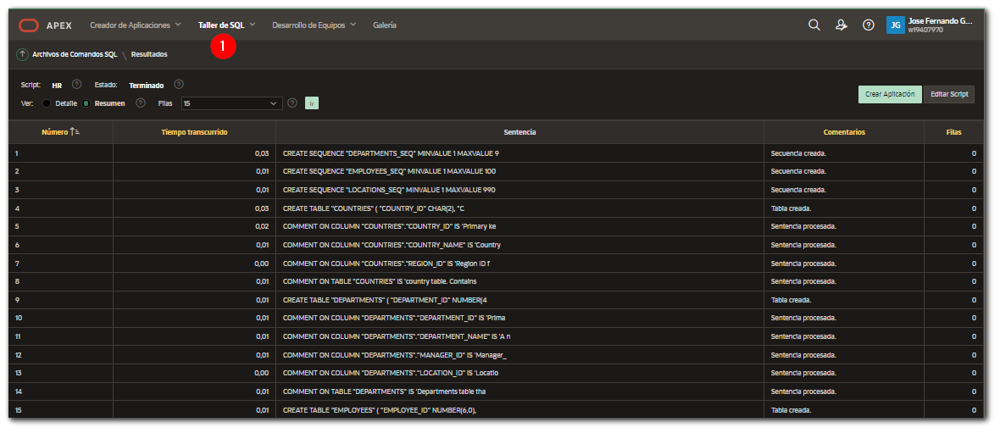 APEX Creador de Aplicaciones Taller de SQL Desarrollo de Equipos Galería JG Jose Fernando G...
w19407970
1
Archivos de Comandos SQL \ Resultados
Script: HR Estado: Terminado
Ver: Detalle Resumen Filas 15 Ir Crear Aplicación Editar Script
Número Tiempo transcurrido Sentencia Comentarios Filas
1 0,03 CREATE SEQUENCE "DEPARTMENTS_SEQ" MINVALUE 1 MAXVALUE 9 Secuencia creada. 0
2 0,01 CREATE SEQUENCE "EMPLOYEES_SEQ" MINVALUE 1 MAXVALUE 100 Secuencia creada. 0
3 0,01 CREATE SEQUENCE "LOCATIONS_SEQ" MINVALUE 1 MAXVALUE 990 Secuencia creada. 0
4 0,03 CREATE TABLE "COUNTRIES" ( "COUNTRY_ID" CHAR(2), "C Tabla creada. 0
5 0,02 COMMENT ON COLUMN "COUNTRIES"."COUNTRY_ID" IS 'Primary ke Sentencia procesada. 0
6 0,01 COMMENT ON COLUMN "COUNTRIES"."COUNTRY_NAME" IS 'Country Sentencia procesada. 0
7 0,00 COMMENT ON COLUMN "COUNTRIES"."REGION_ID" IS 'Region ID f Sentencia procesada. 0
8 0,01 COMMENT ON TABLE "COUNTRIES" IS 'country table. Contains Sentencia procesada. 0
9 0,01 CREATE TABLE "DEPARTMENTS" ( "DEPARTMENT_ID" NUMBER(4 Tabla creada. 0
10 0,01 COMMENT ON COLUMN "DEPARTMENTS"."DEPARTMENT_ID" IS 'Prima Sentencia procesada. 0
11 0,01 COMMENT ON COLUMN "DEPARTMENTS"."DEPARTMENT_NAME" IS 'A n Sentencia procesada. 0
12 0,01 COMMENT ON COLUMN "DEPARTMENTS"."MANAGER_ID" IS 'Manager_ Sentencia procesada. 0
13 0,00 COMMENT ON COLUMN "DEPARTMENTS"."LOCATION_ID" IS 'Locatio Sentencia procesada. 0
14 0,01 COMMENT ON TABLE "DEPARTMENTS" IS 'Departments table tha Sentencia procesada. 0
15 0,01 CREATE TABLE "EMPLOYEES" ( "EMPLOYEE_ID" NUMBER(6,0), Tabla creada. 0